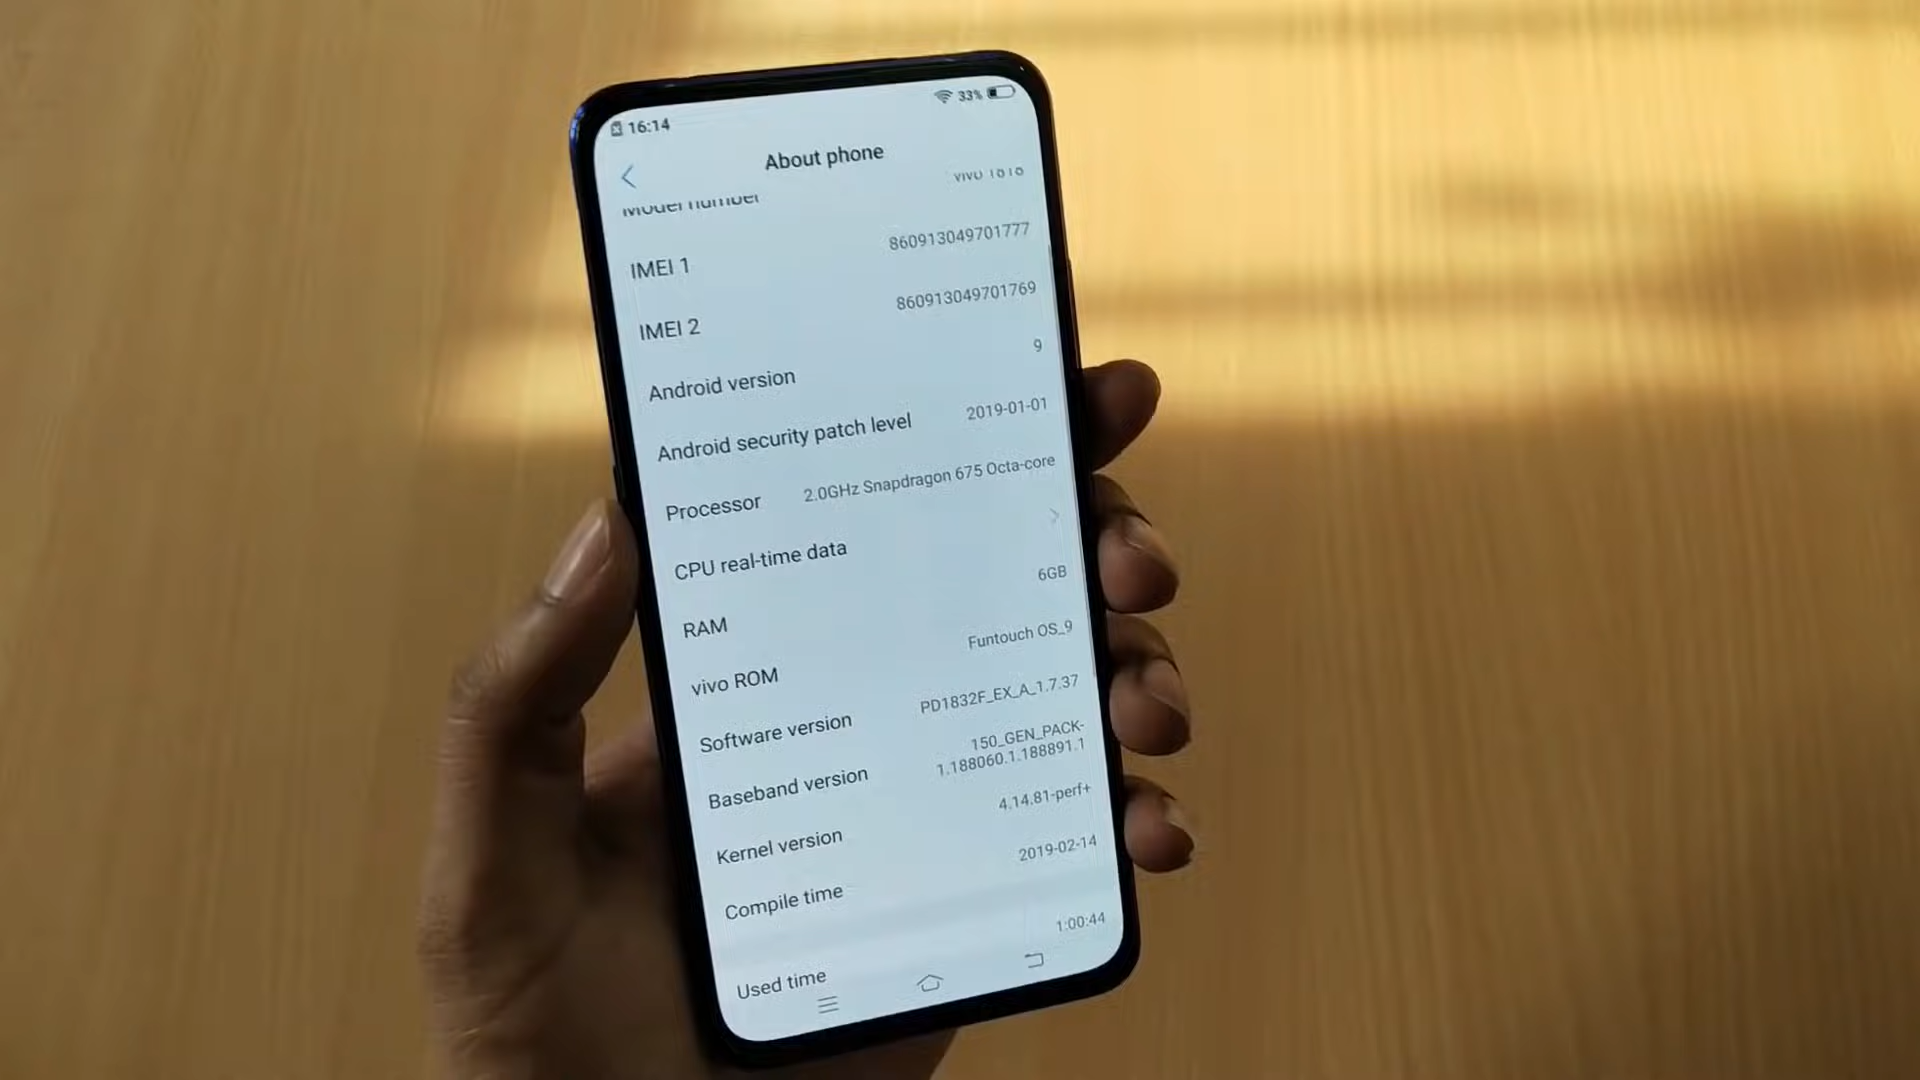 16:14
33%
About phone
Model number
vivo 1818
IMEI 1
860913049701777
IMEI 2
860913049701769
Android version
9
Android security patch level
2019-01-01
Processor
2.0GHz Snapdragon 675 Octa-core
CPU real-time data
RAM
6GB
vivo ROM
Funtouch OS_9
Software version
PD1832F_EX_A_1.7.37
Baseband version
150_GEN_PACK-
1.188060.1.188891.1
Kernel version
4.14.81-perf+
Compile time
2019-02-14
Used time
1:00:44